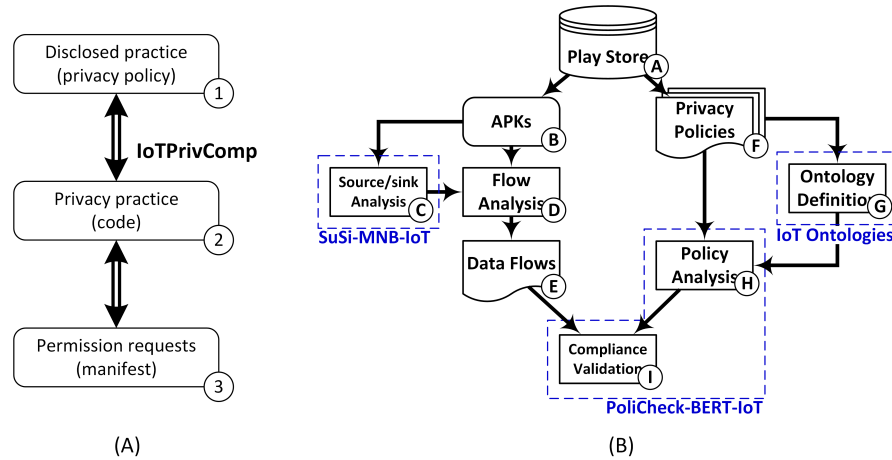 Disclosed practice
(privacy policy)
1
IoTPrivComp
Privacy practice
(code)
2
Permission requests
(manifest)
3
(A)
Play Store
A
APKs
B
Privacy
Policies
F
Source/sink
Analysis
C
SuSi-MNB-IoT
Flow
Analysis
D
Ontology
Definition
G
IoT Ontologies
Data Flows
E
Policy
Analysis
H
Compliance
Validation
I
PoliCheck-BERT-IoT
(B)